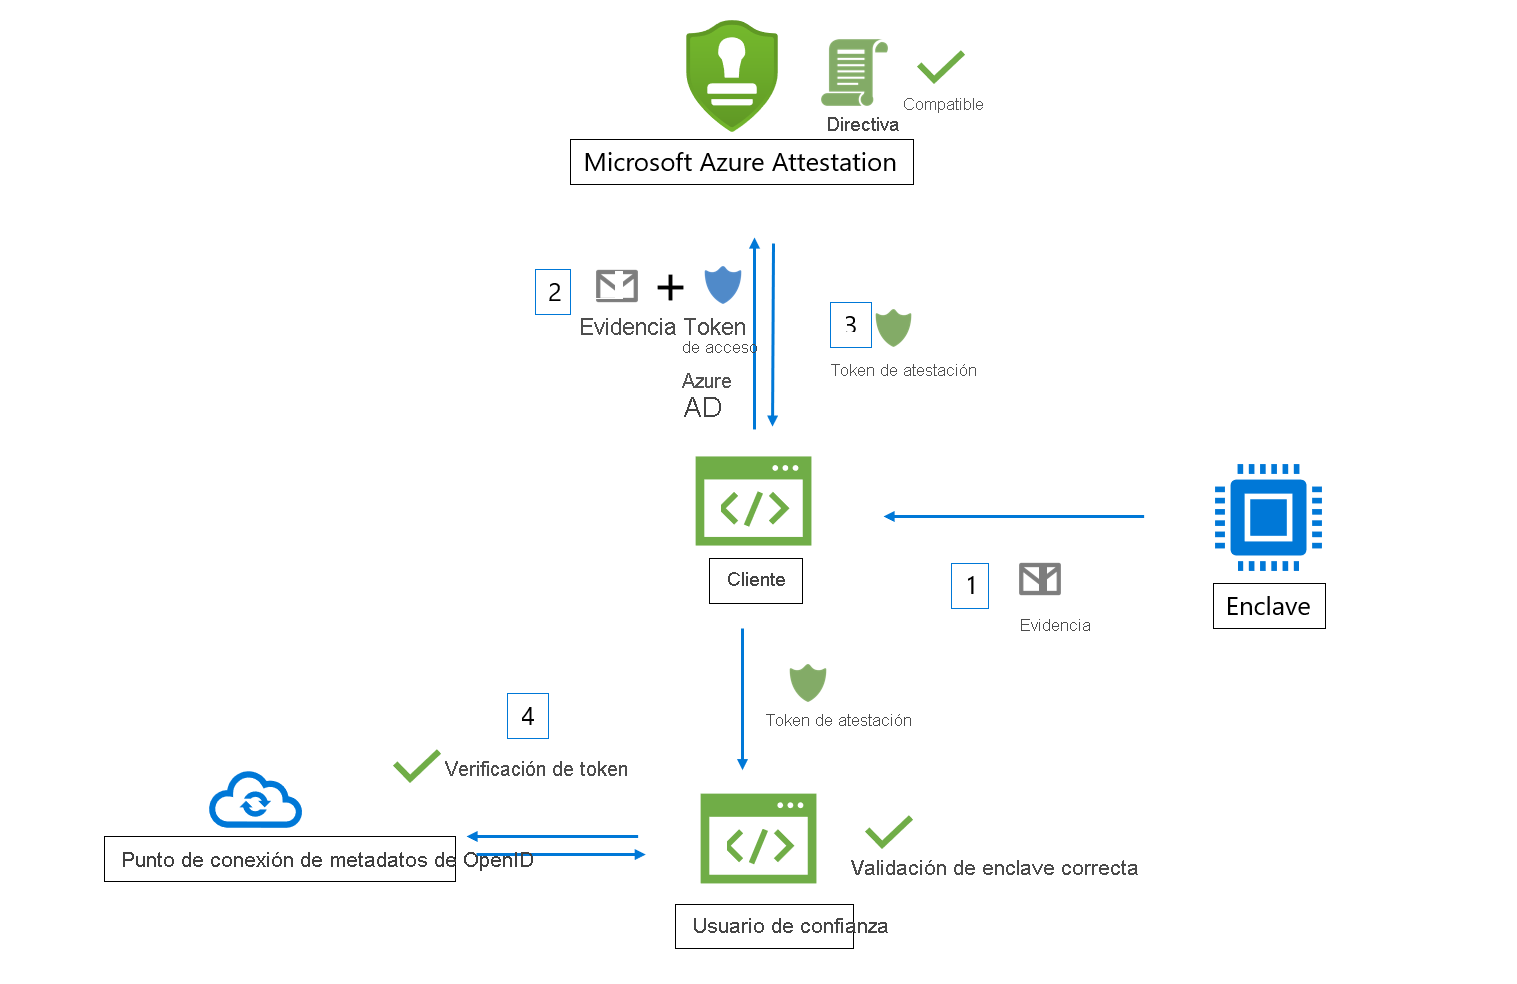 Compatible
Directiva
Microsoft Azure Attestation
2
Evidencia Token
de acceso
Azure
AD
3
Token de atestación
Cliente
1
Evidencia
Enclave
Token de atestación
4
Verificación de token
Punto de conexión de metadatos de OpenID
Validación de enclave correcta
Usuario de confianza